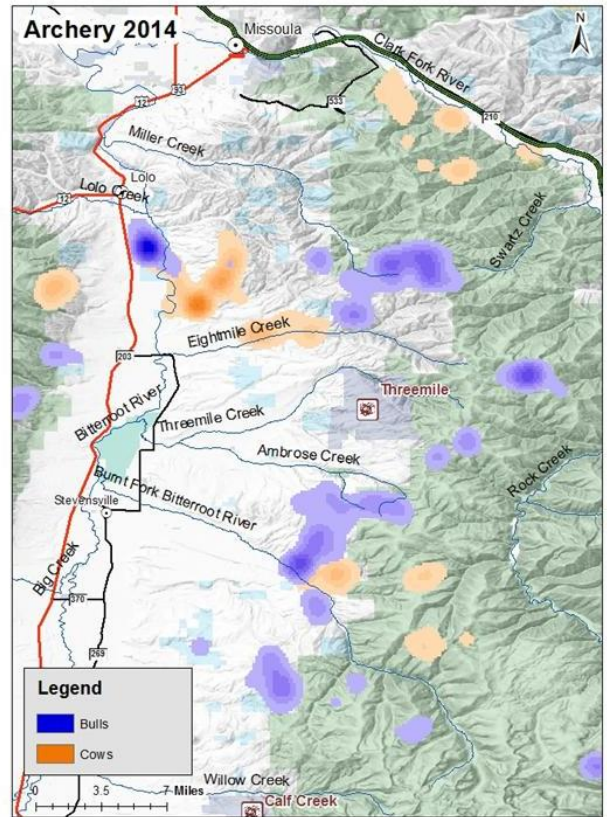 Archery 2014
Missoula
N
Clark Fork River
93
12
533
210
Miller Creek
Lolo
Lolo Creek
12
Swartz Creek
Eightmile Creek
203
Threemile
Bitterroot River
Threemile Creek
Ambrose Creek
Rock Creek
Burnt Fork Bitterroot River
Stevensville
Big Creek
370
269
Legend
Bulls
Cows
Willow Creek
0 3.5 7 Miles
Calf Creek